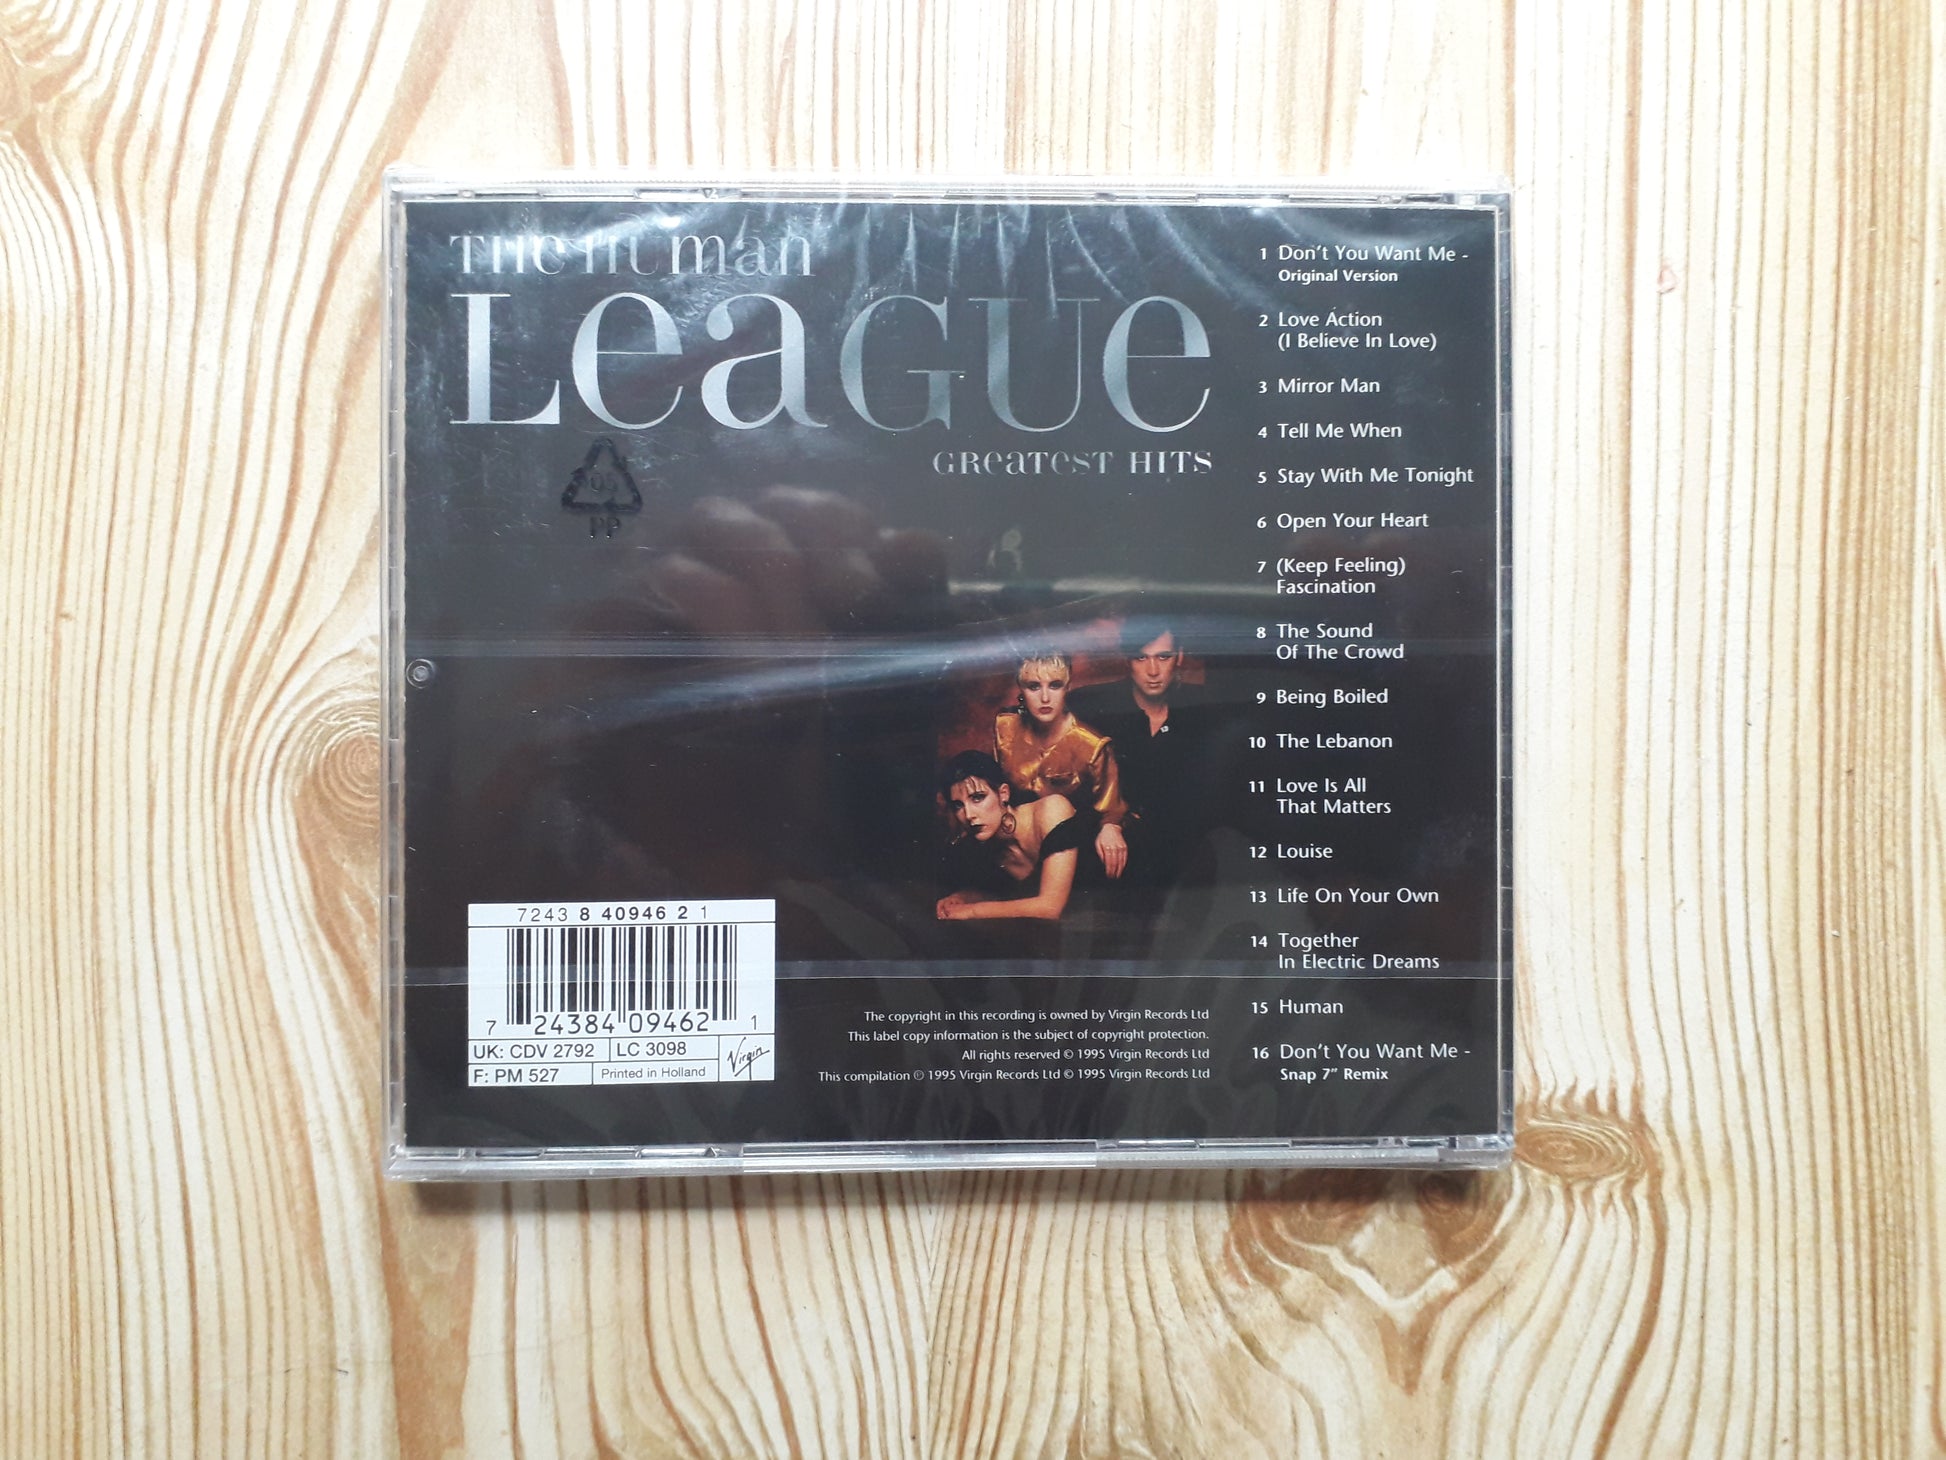 THE HUMAN
LEAGUE
GREATEST HITS
05
PP
1 Don't You Want Me -
Original Version
2 Love Action
(I Believe In Love)
3 Mirror Man
4 Tell Me When
5 Stay With Me Tonight
6 Open Your Heart
7 (Keep Feeling)
Fascination
8 The Sound
Of The Crowd
9 Being Boiled
10 The Lebanon
11 Love Is All
That Matters
12 Louise
13 Life On Your Own
14 Together
In Electric Dreams
15 Human
16 Don't You Want Me -
Snap 7" Remix
7243 8 40946 2 1
7 24384 09462 1
UK: CDV 2792 LC 3098
F: PM 527 Printed in Holland
Virgin
The copyright in this recording is owned by Virgin Records Ltd
This label copy information is the subject of copyright protection.
All rights reserved © 1995 Virgin Records Ltd
This compilation ℗ 1995 Virgin Records Ltd © 1995 Virgin Records Ltd